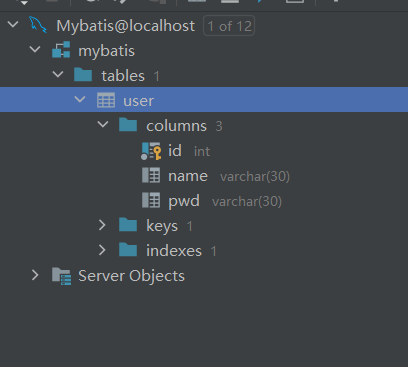 Mybatis@localhost 1 of 12
mybatis
tables 1
user
columns 3
id int
name varchar(30)
pwd varchar(30)
keys 1
indexes 1
Server Objects